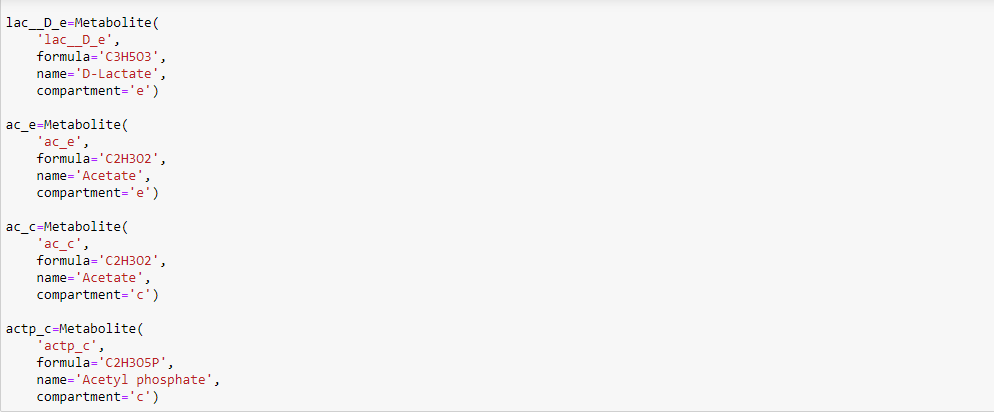 lac__D_e=Metabolite(
    'lac__D_e',
    formula='C3H5O3',
    name='D-Lactate',
    compartment='e')
ac_e=Metabolite(
    'ac_e',
    formula='C2H3O2',
    name='Acetate',
    compartment='e')
ac_c=Metabolite(
    'ac_c',
    formula='C2H3O2',
    name='Acetate',
    compartment='c')
actp_c=Metabolite(
    'actp_c',
    formula='C2H3O5P',
    name='Acetyl phosphate',
    compartment='c')